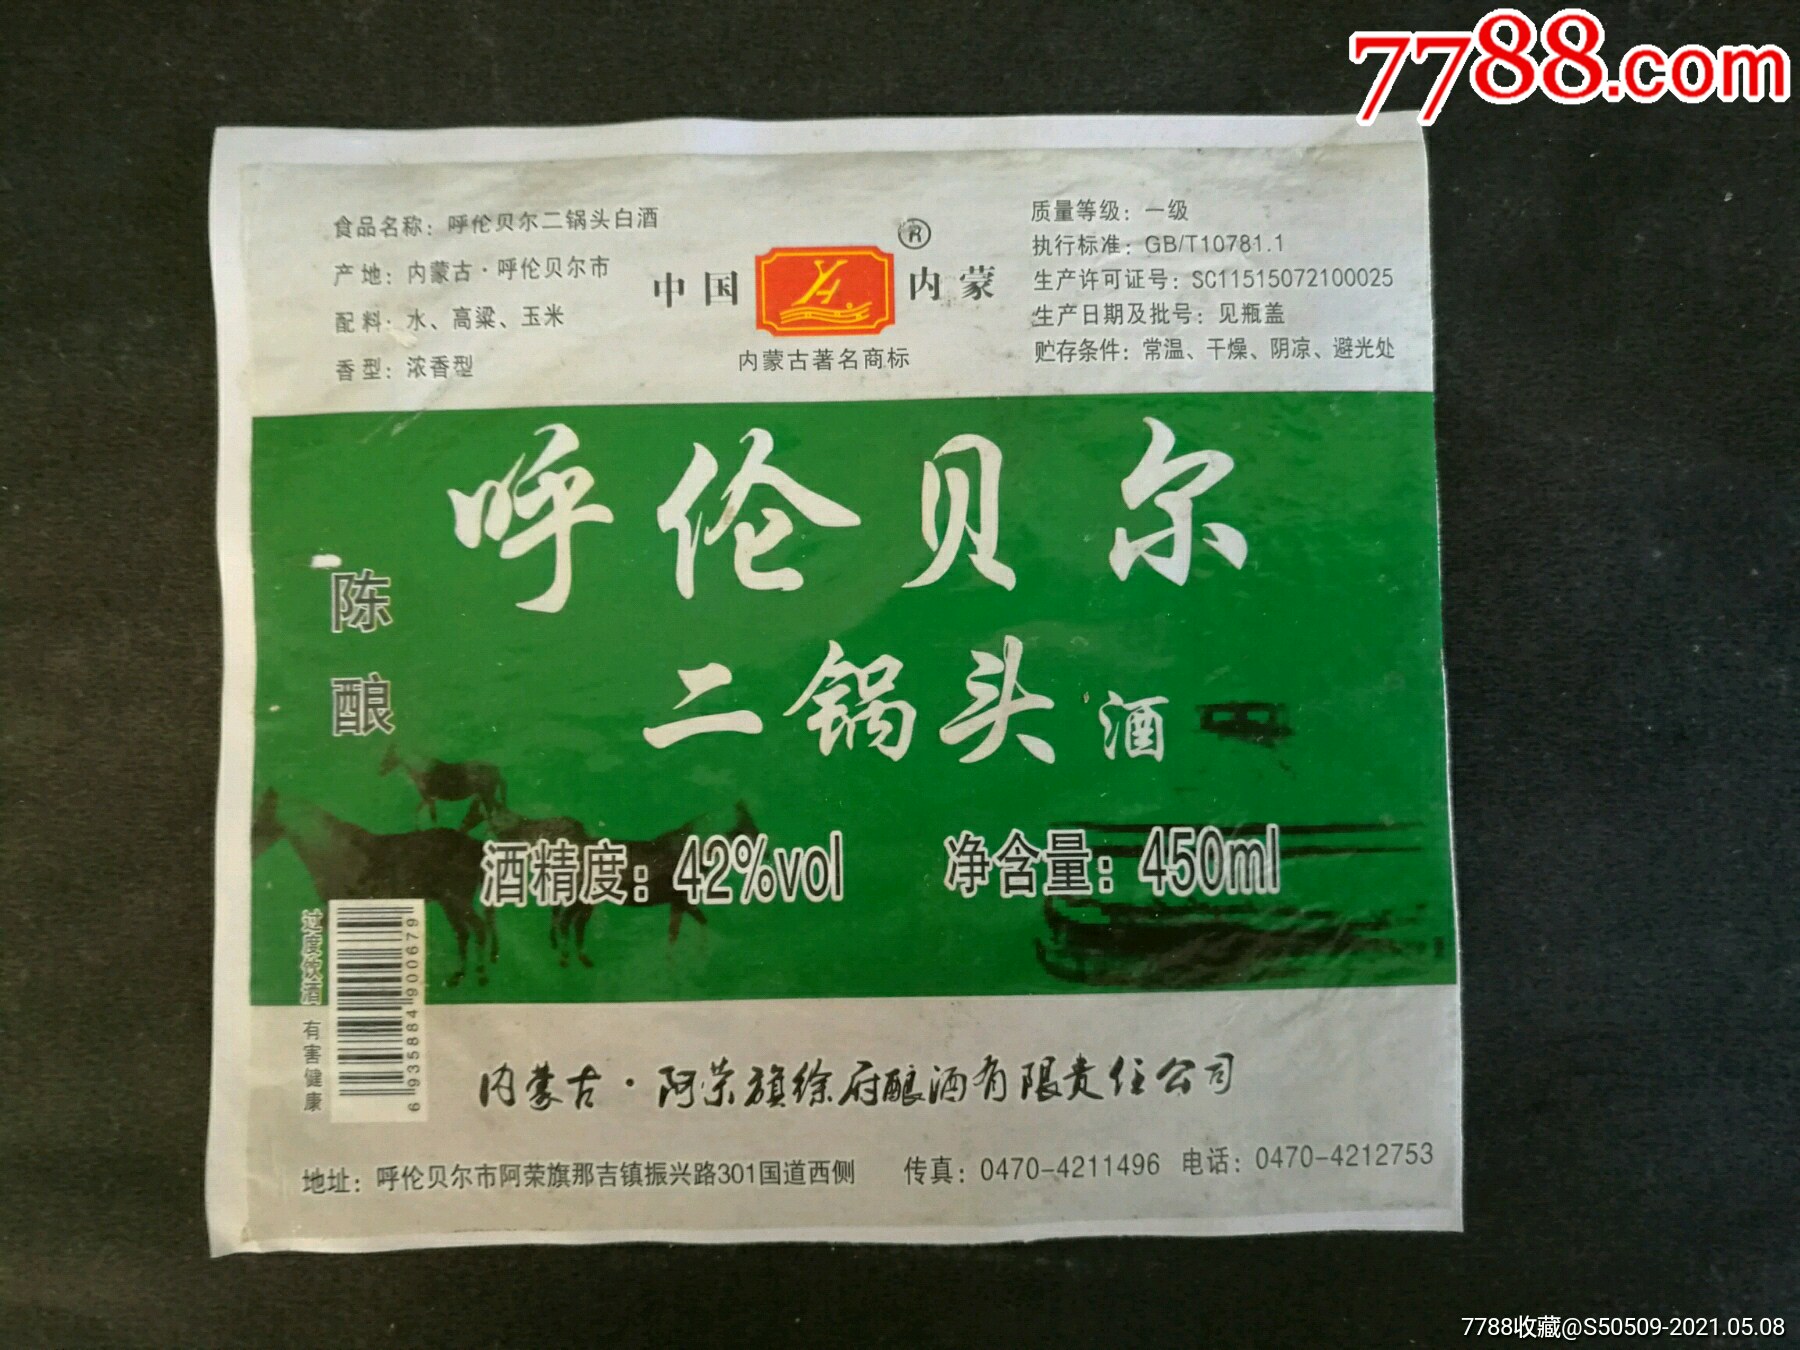 7788.com
食品名称：呼伦贝尔二锅头白酒
产地：内蒙古·呼伦贝尔市
配料：水、高粱、玉米
香型：浓香型
中国 ® 内蒙
内蒙古著名商标
质量等级：一级
执行标准：GB/T10781.1
生产许可证号：SC11515072100025
生产日期及批号：见瓶盖
贮存条件：常温、干燥、阴凉、避光处
呼伦贝尔
二锅头酒
陈酿
酒精度：42%vol 净含量：450ml
过度饮酒 有害健康
6935884900679
内蒙古·阿荣旗徐府酿酒有限责任公司
地址：呼伦贝尔市阿荣旗那吉镇振兴路301国道西侧 传真：0470-4211496 电话：0470-4212753
7788收藏@S50509-2021.05.08